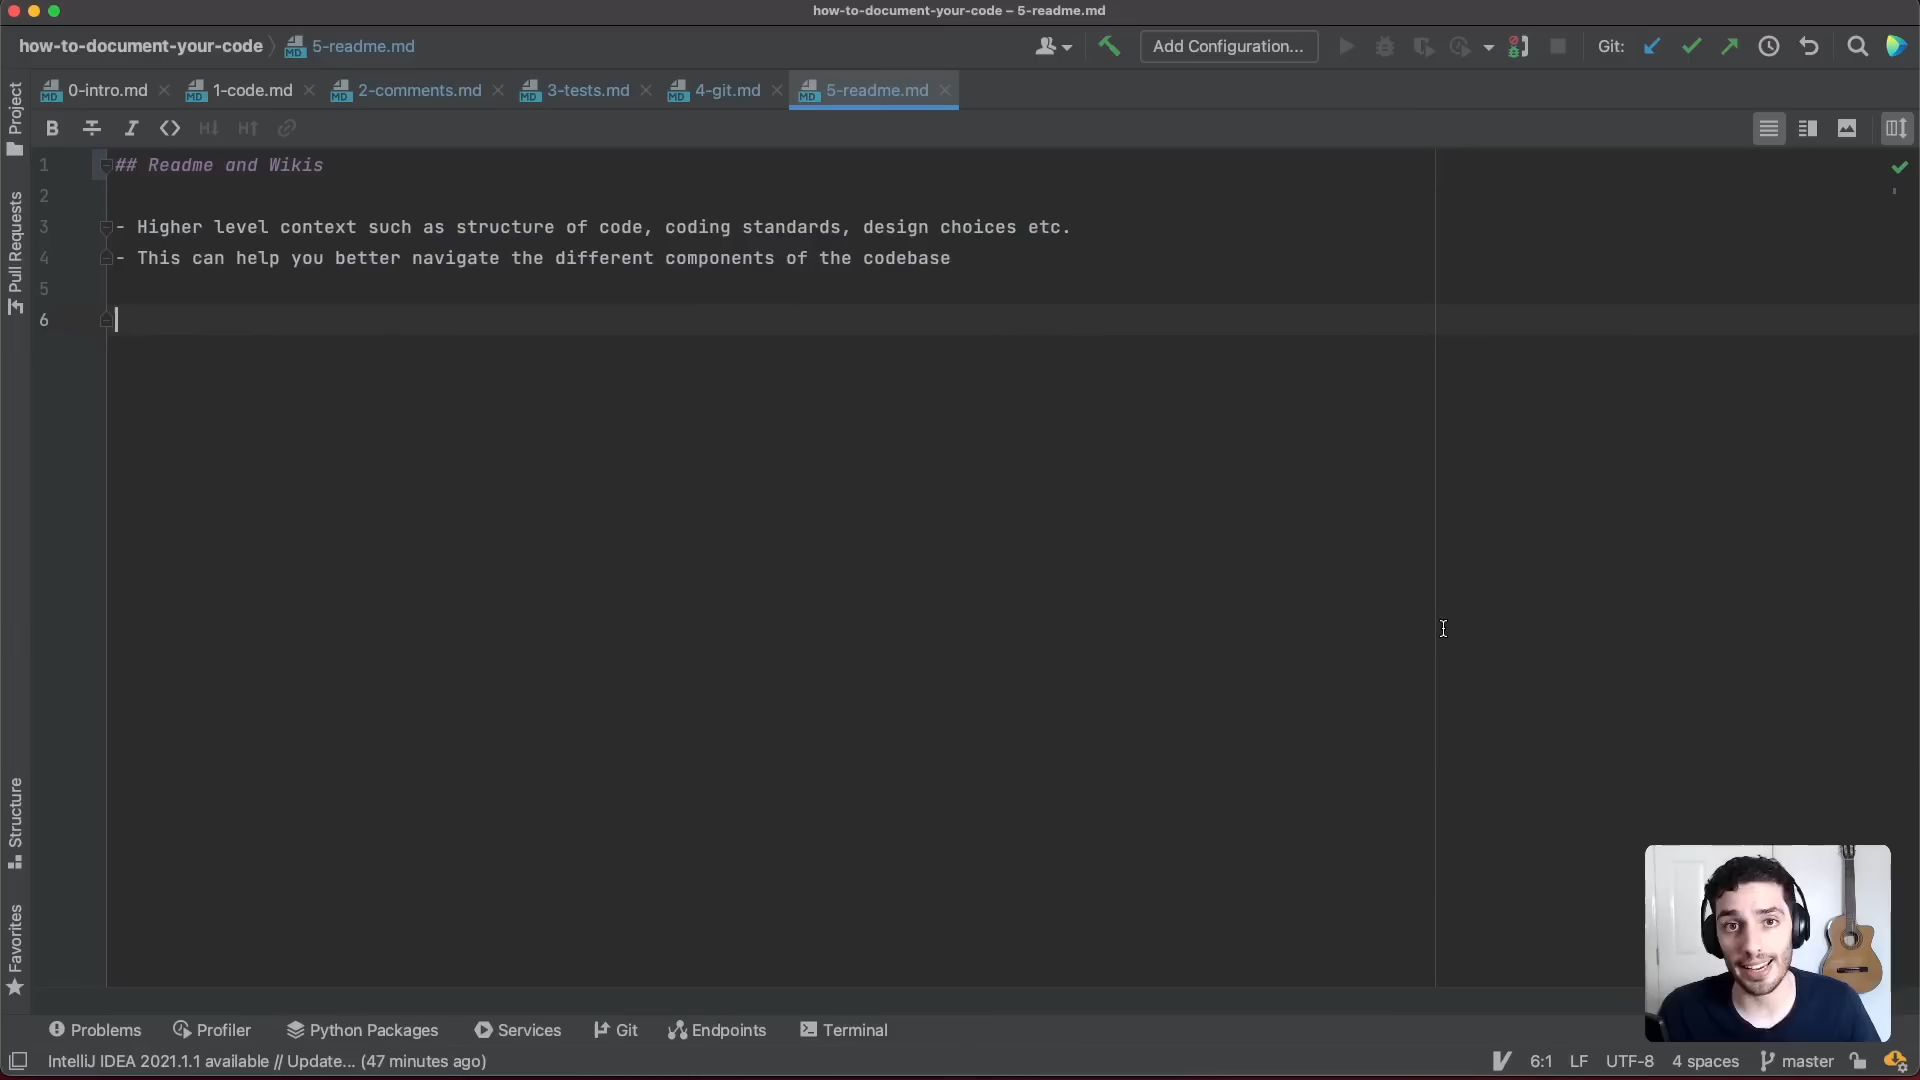 how-to-document-your-code – 5-readme.md
how-to-document-your-code 5-readme.md Add Configuration... Git:
0-intro.md 1-code.md 2-comments.md 3-tests.md 4-git.md 5-readme.md
B I <> H↓ H↑
Project
Pull Requests
Structure
Favorites
1 ## Readme and Wikis
2
3 - Higher level context such as structure of code, coding standards, design choices etc.
4 - This can help you better navigate the different components of the codebase
5
6
Problems Profiler Python Packages Services Git Endpoints Terminal
IntelliJ IDEA 2021.1.1 available // Update... (47 minutes ago) 6:1 LF UTF-8 4 spaces master